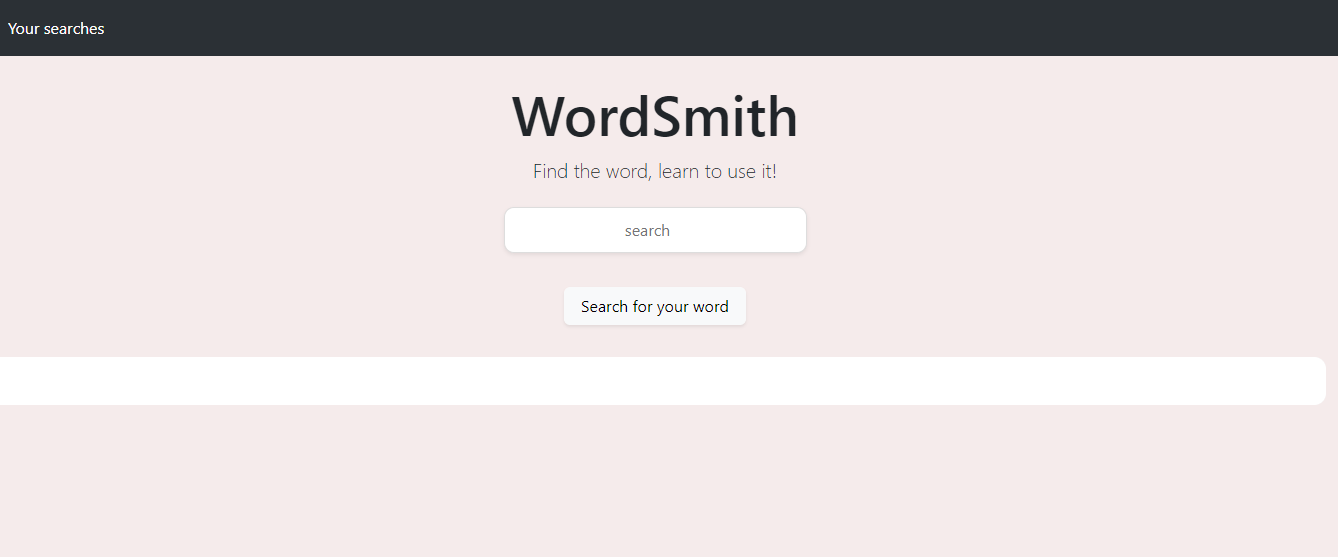 Your searches
WordSmith
Find the word, learn to use it!
search
Search for your word